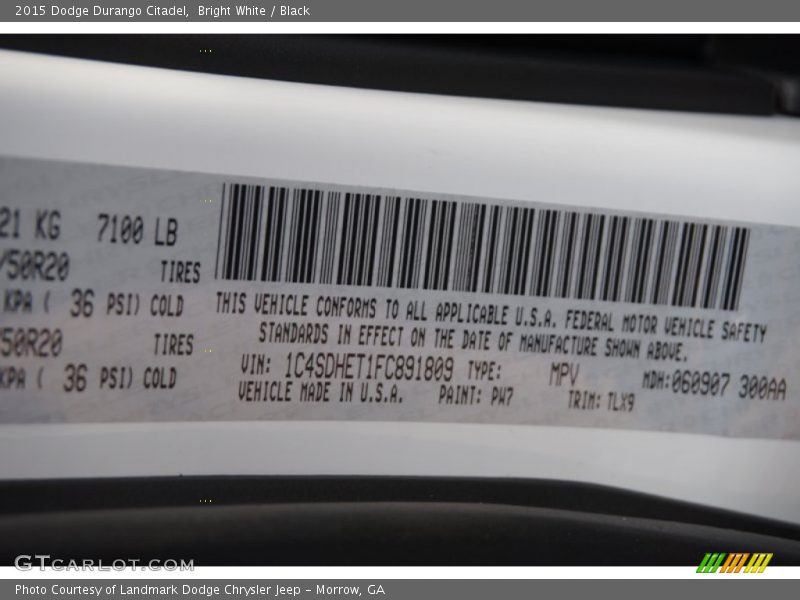 2015 Dodge Durango Citadel, Bright White / Black
21 KG 7100 LB
/50R20 TIRES
KPA ( 36 PSI) COLD
50R20 TIRES
KPA ( 36 PSI) COLD
THIS VEHICLE CONFORMS TO ALL APPLICABLE U.S.A. FEDERAL MOTOR VEHICLE SAFETY
STANDARDS IN EFFECT ON THE DATE OF MANUFACTURE SHOWN ABOVE.
VIN: 1C4SDHET1FC891809 TYPE: MPV MDH:060907 300AA
VEHICLE MADE IN U.S.A. PAINT: PW7 TRIM: TLX9
GTCARLOT.COM
Photo Courtesy of Landmark Dodge Chrysler Jeep – Morrow, GA